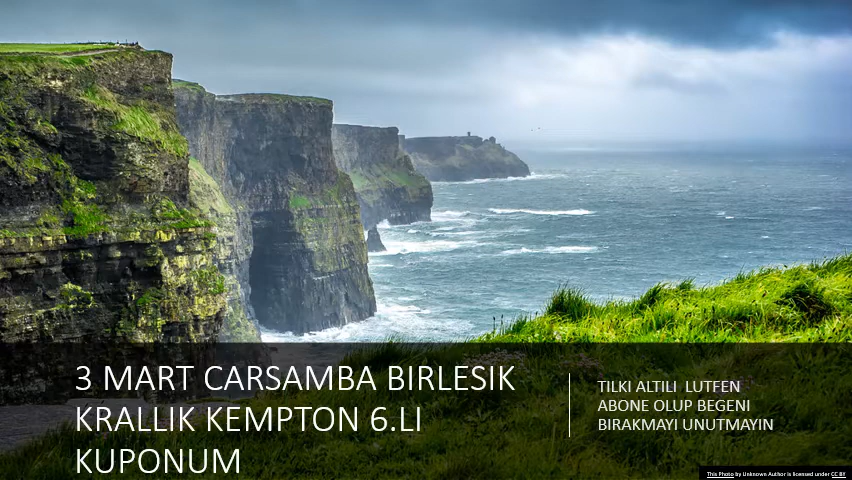 3 MART CARSAMBA BIRLESIK
KRALLIK KEMPTON 6.LI
KUPONUM
TILKI ALTILI LUTFEN
ABONE OLUP BEGENI
BIRAKMAYI UNUTMAYIN
This Photo by Unknown Author is licensed under CC BY